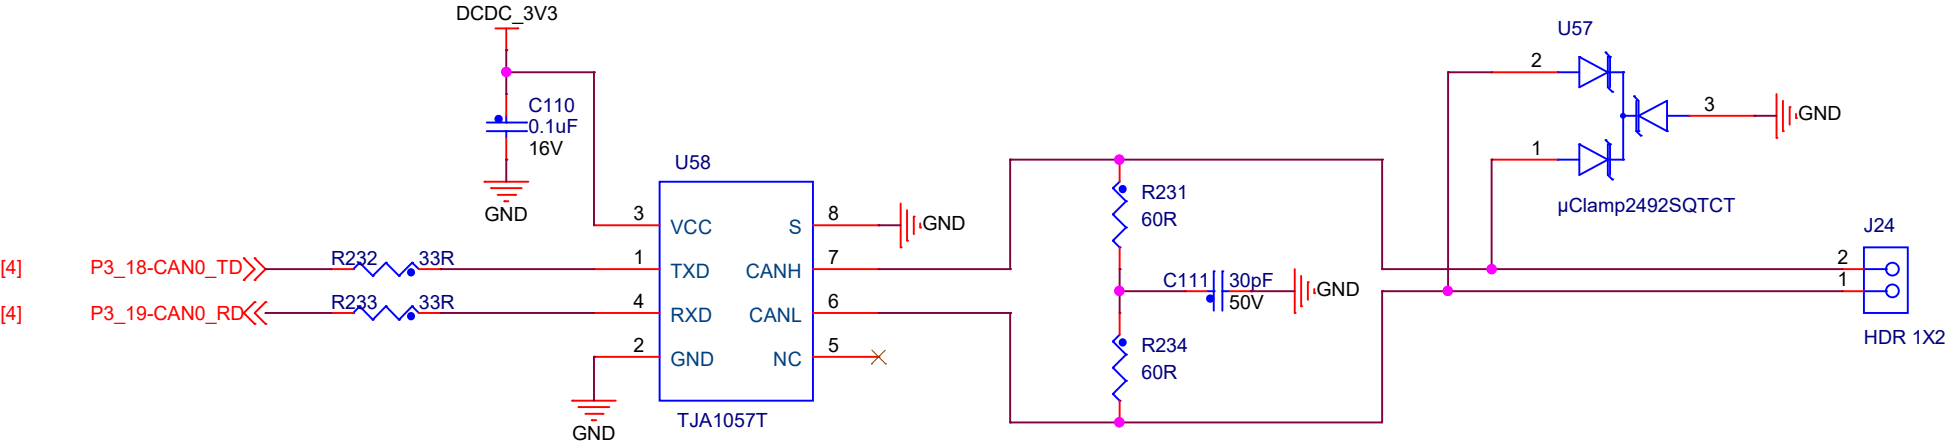 DCDC_3V3
C110
0.1uF
16V
GND
U58
3
VCC
1
TXD
4
RXD
2
GND
S
8
GND
CANH
7
CANL
6
NC
5
TJA1057T
GND
[4]
P3_18-CAN0_TD
R232
33R
[4]
P3_19-CAN0_RD
R233
33R
R231
60R
C111
30pF
50V
GND
R234
60R
U57
2
1
3
GND
µClamp2492SQTCT
J24
2
1
HDR 1X2